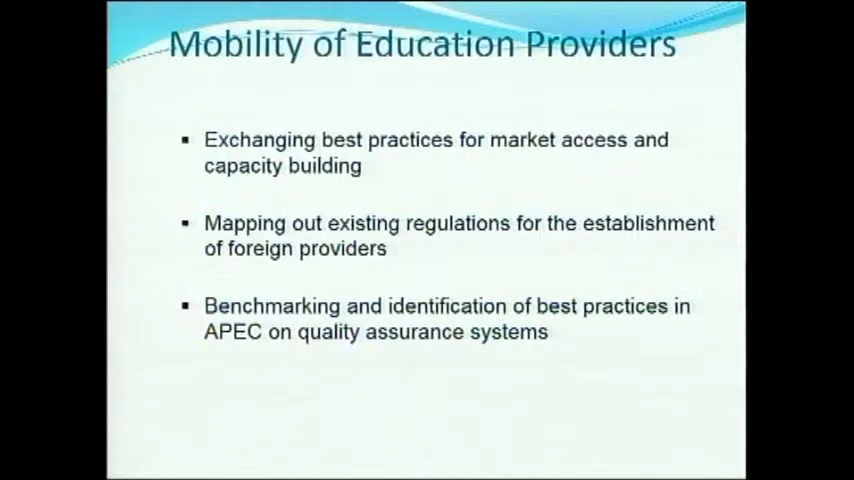 Mobility of Education Providers
▪ Exchanging best practices for market access and
capacity building
▪ Mapping out existing regulations for the establishment
of foreign providers
▪ Benchmarking and identification of best practices in
APEC on quality assurance systems